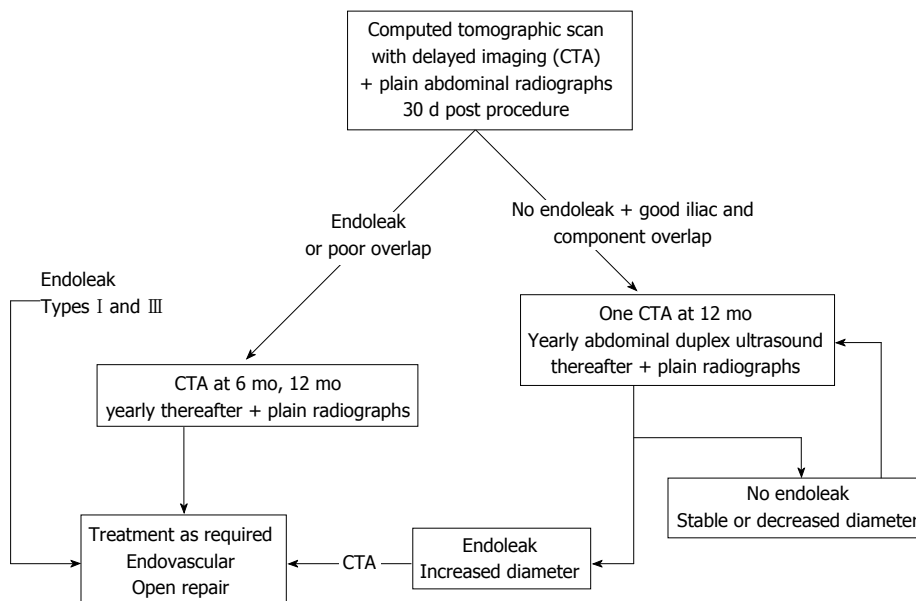 Computed tomographic scan
with delayed imaging (CTA)
+ plain abdominal radiographs
30 d post procedure
Endoleak
or poor overlap
No endoleak + good iliac and
component overlap
Endoleak
Types Ⅰ and Ⅲ
One CTA at 12 mo
Yearly abdominal duplex ultrasound
thereafter + plain radiographs
CTA at 6 mo, 12 mo
yearly thereafter + plain radiographs
No endoleak
Stable or decreased diameter
Treatment as required
Endovascular
Open repair
CTA
Endoleak
Increased diameter